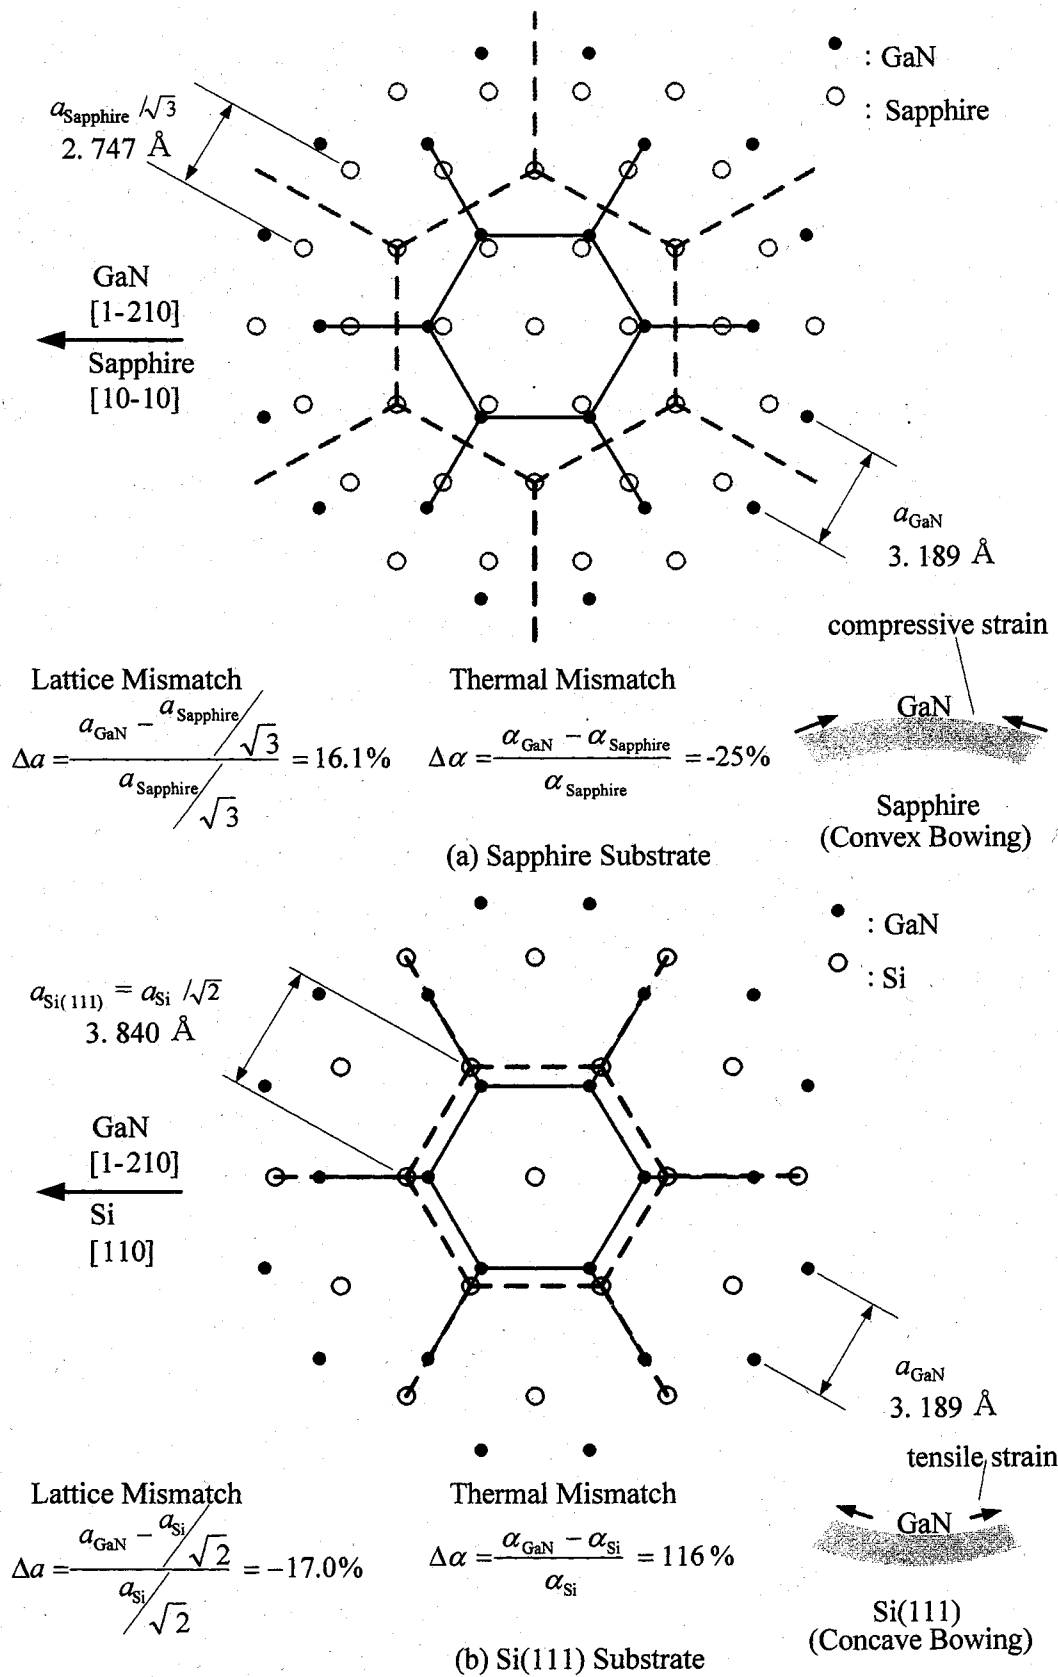 : GaN
: Sapphire
a_Sapphire /√3
2. 747 Å
GaN
[1-210]
Sapphire
[10-10]
a_GaN
3. 189 Å
compressive strain
GaN
Sapphire
(Convex Bowing)
Lattice Mismatch
Δa = (a_GaN − a_Sapphire/√3) / (a_Sapphire/√3) = 16.1%
Thermal Mismatch
Δα = (α_GaN − α_Sapphire) / α_Sapphire = -25%
(a) Sapphire Substrate
: GaN
: Si
a_Si(111) = a_Si /√2
3. 840 Å
GaN
[1-210]
Si
[110]
a_GaN
3. 189 Å
tensile strain
GaN
Si(111)
(Concave Bowing)
Lattice Mismatch
Δa = (a_GaN − a_Si/√2) / (a_Si/√2) = −17.0%
Thermal Mismatch
Δα = (α_GaN − α_Si) / α_Si = 116 %
(b) Si(111) Substrate